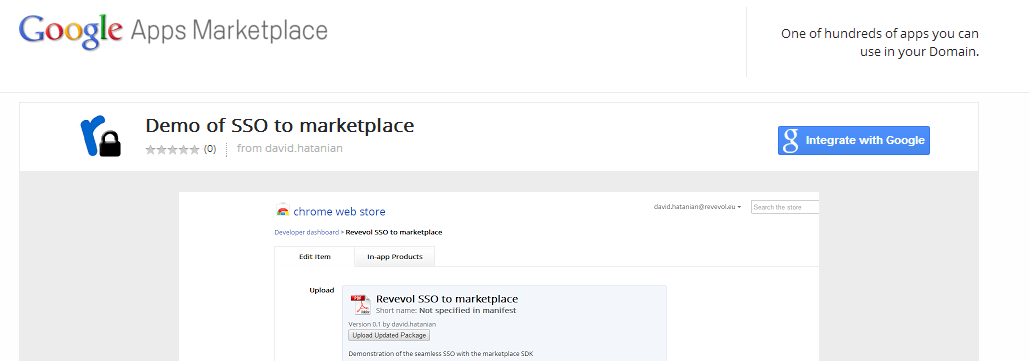 Google Apps Marketplace
One of hundreds of apps you can
use in your Domain.
Demo of SSO to marketplace
(0) from david.hatanian
g Integrate with Google
chrome web store
david.hatanian@revevol.eu
Search the store
Developer dashboard > Revevol SSO to marketplace
Edit Item In-app Products
Upload
PDF
Revevol SSO to marketplace
Short name: Not specified in manifest
Version 0.1 by david.hatanian
Upload Updated Package
Demonstration of the seamless SSO with the marketplace SDK